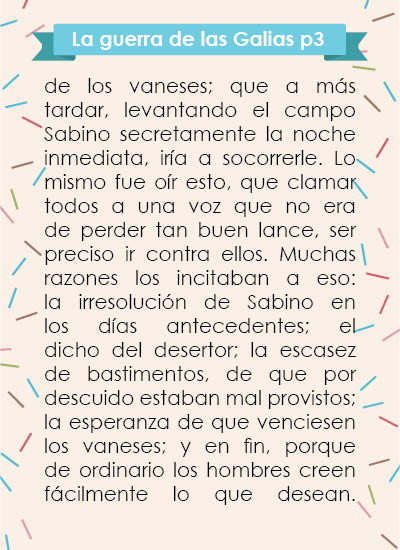 La guerra de las Galias p3
de los vaneses; que a más
tardar, levantando el campo
Sabino secretamente la noche
inmediata, iría a socorrerle. Lo
mismo fue oír esto, que clamar
todos a una voz que no era
de perder tan buen lance, ser
preciso ir contra ellos. Muchas
razones los incitaban a eso:
la irresolución de Sabino en
los días antecedentes; el
dicho del desertor; la escasez
de bastimentos, de que por
descuido estaban mal provistos;
la esperanza de que venciesen
los vaneses; y en fin, porque
de ordinario los hombres creen
fácilmente lo que desean.